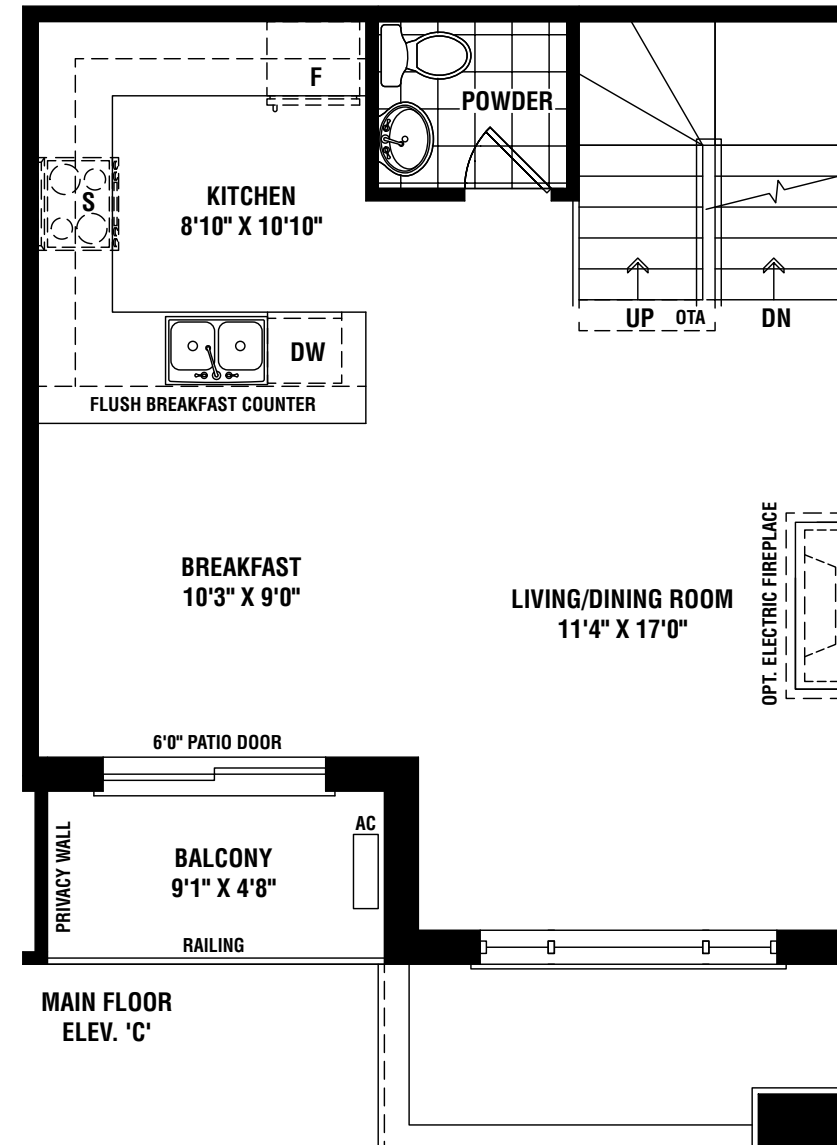 F
POWDER
S
KITCHEN
8'10" X 10'10"
UP
OTA
DN
DW
FLUSH BREAKFAST COUNTER
BREAKFAST
10'3" X 9'0"
LIVING/DINING ROOM
11'4" X 17'0"
OPT. ELECTRIC FIREPLACE
6'0" PATIO DOOR
AC
PRIVACY WALL
BALCONY
9'1" X 4'8"
RAILING
MAIN FLOOR
ELEV. 'C'